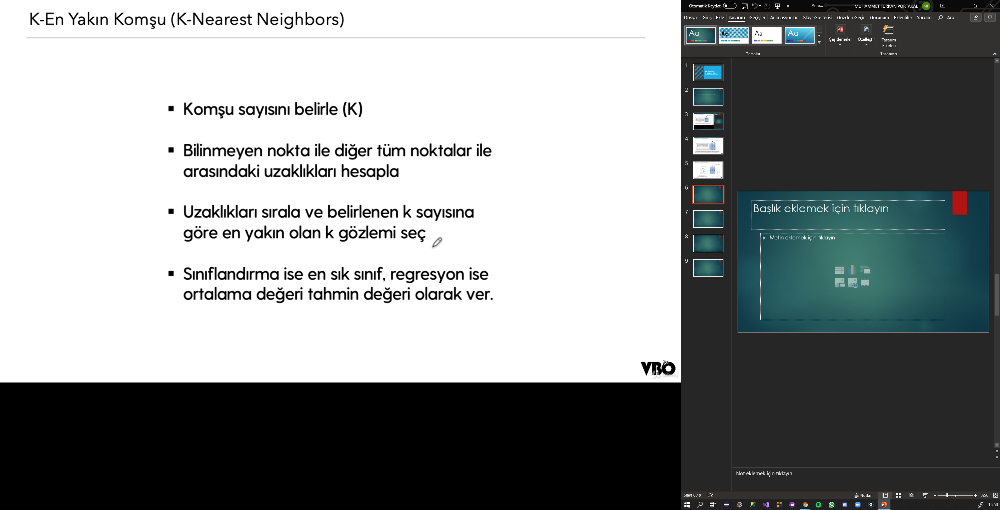 K-En Yakın Komşu (K-Nearest Neighbors)
▪ Komşu sayısını belirle (K)
▪ Bilinmeyen nokta ile diğer tüm noktalar ile
arasındaki uzaklıkları hesapla
▪ Uzaklıkları sırala ve belirlenen k sayısına
göre en yakın olan k gözlemi seç
▪ Sınıflandırma ise en sık sınıf, regresyon ise
ortalama değeri tahmin değeri olarak ver.
VBO
Udemy
Otomatik Kaydet
Yeni...
MUHAMMET FURKAN PORTAKAL
MF
Dosya Giriş Ekle Tasarım Geçişler Animasyonlar Slayt Gösterisi Gözden Geçir Görünüm Eklentiler Yardım Ara
Aa Aa Aa Aa
Çeşitlemeler
Özelleştir
Tasarım
Fikirleri
Temalar
Tasarımcı
1
2
3
4
5
6
7
8
9
Başlık eklemek için tıklayın
Metin eklemek için tıklayın
Not eklemek için tıklayın
Slayt 6 / 9
Notlar
%56
15:50